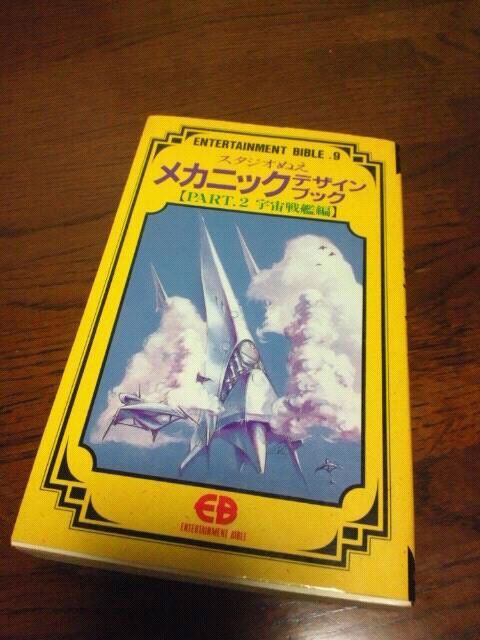 ENTERTAINMENT BIBLE .9
スタジオぬえ
メカニックデザインブック
【PART.2 宇宙戦艦編】
EB
ENTERTAINMENT BIBLE